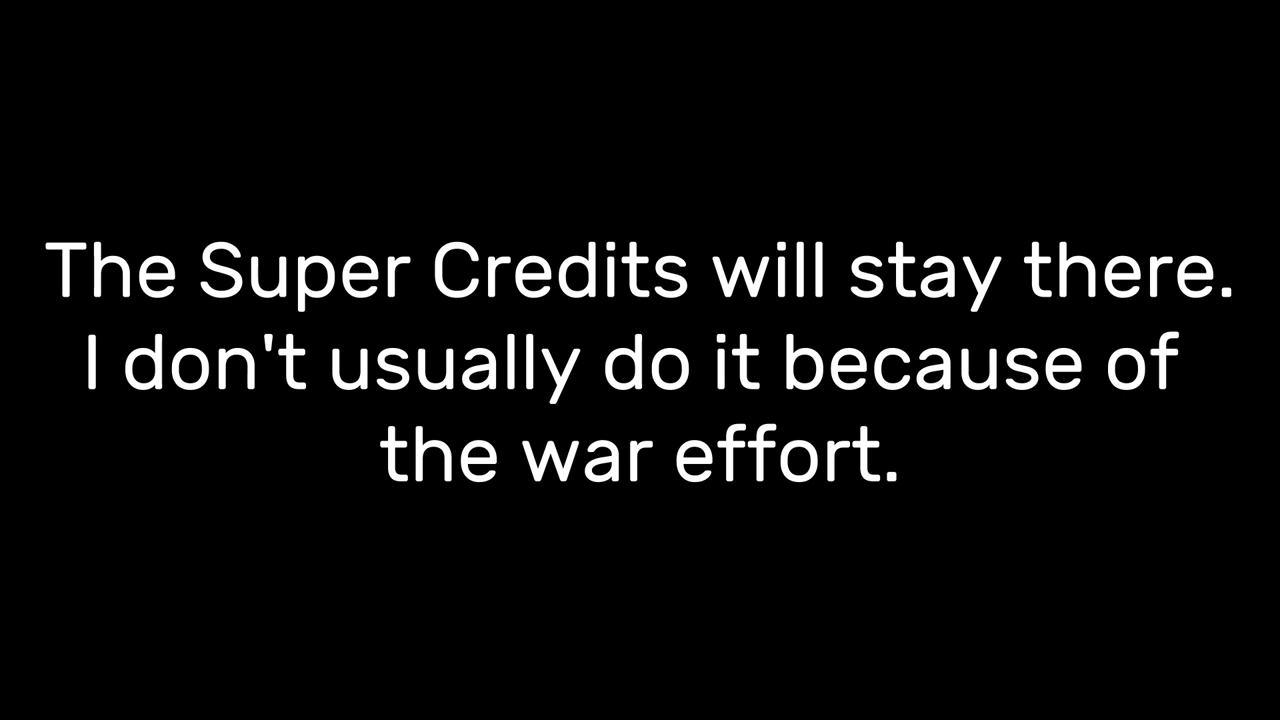 The Super Credits will stay there.
I don't usually do it because of
the war effort.